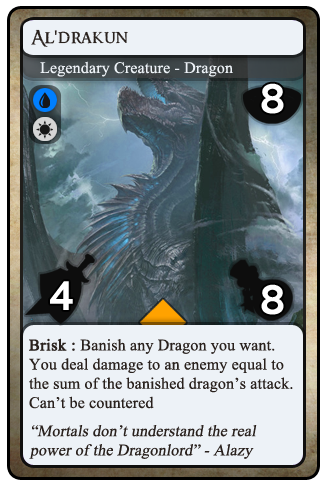 AL'DRAKUN
Legendary Creature - Dragon
8
4
8
Brisk : Banish any Dragon you want.
You deal damage to an enemy equal to
the sum of the banished dragon's attack.
Can't be countered
“Mortals don't understand the real
power of the Dragonlord” - Alazy